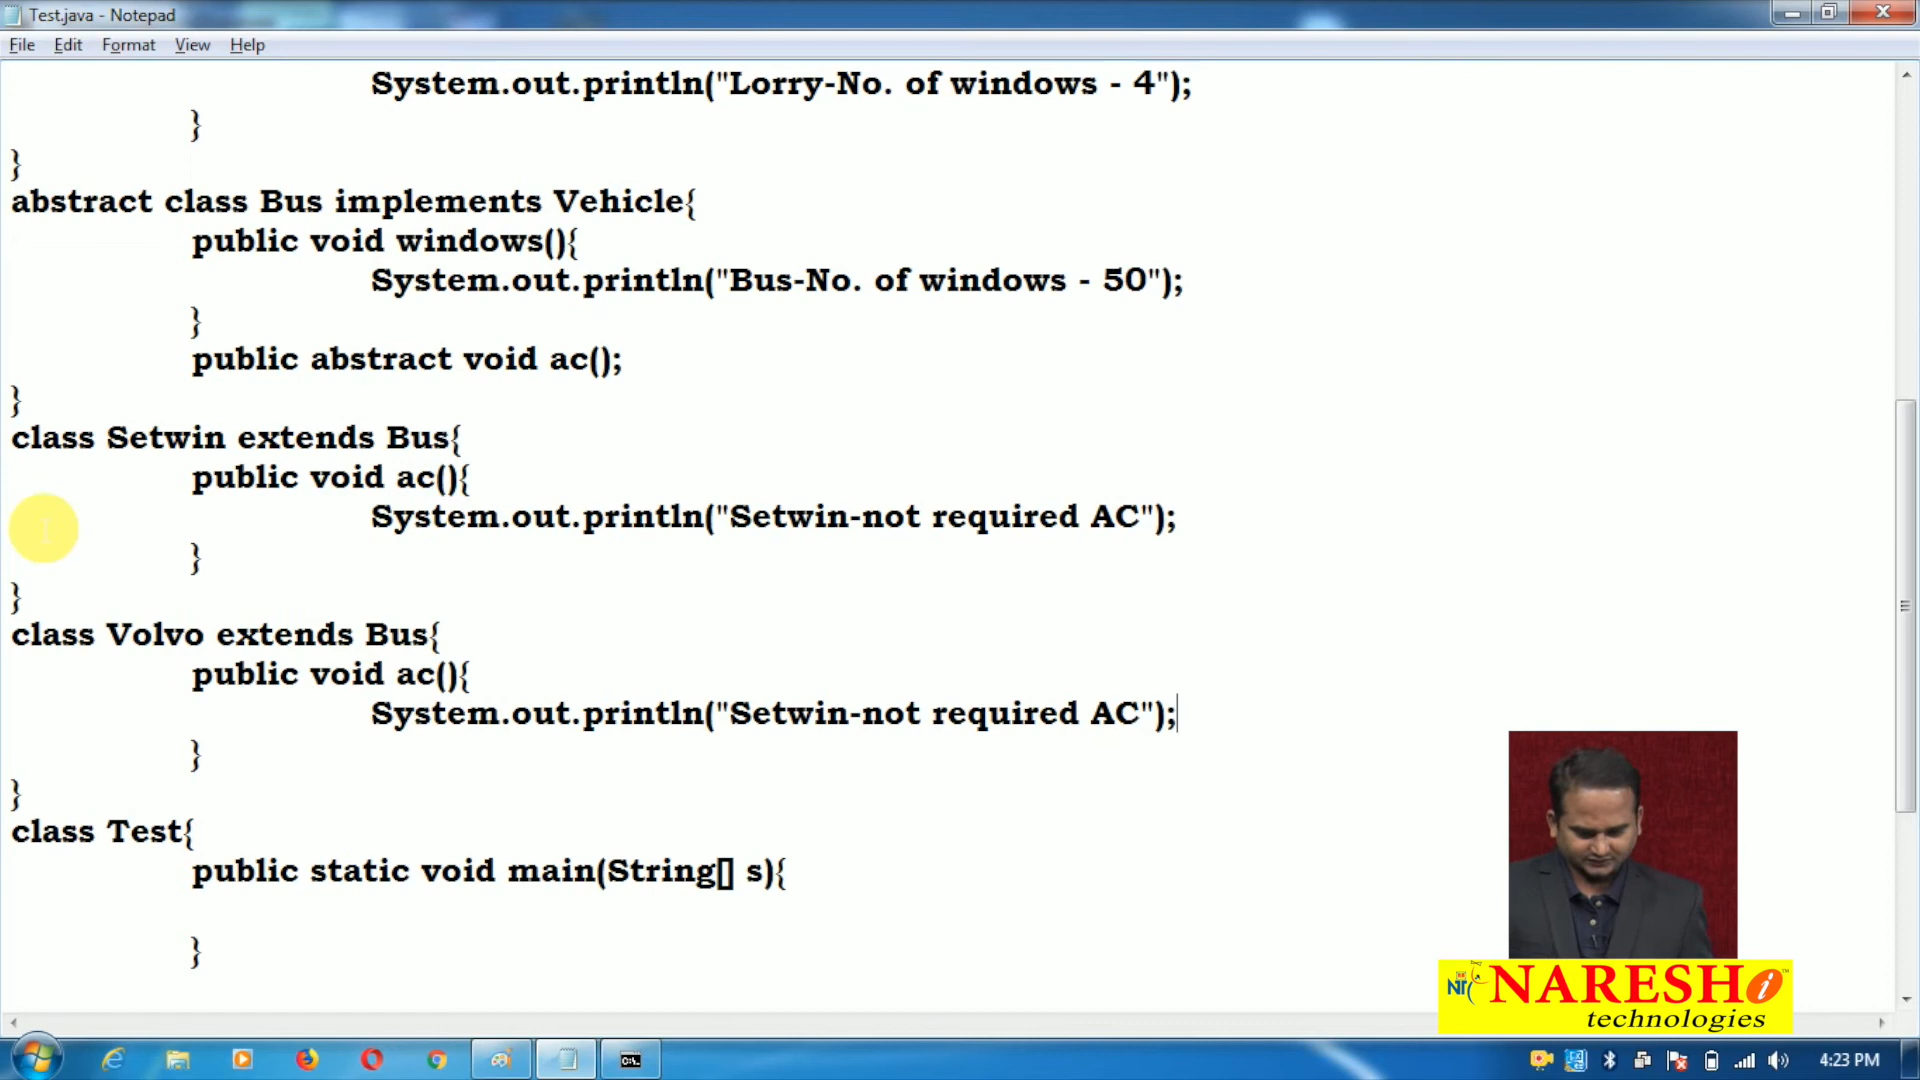 Test.java - Notepad
File Edit Format View Help
System.out.println("Lorry-No. of windows - 4");
}
}
abstract class Bus implements Vehicle{
public void windows(){
System.out.println("Bus-No. of windows - 50");
}
public abstract void ac();
}
class Setwin extends Bus{
public void ac(){
System.out.println("Setwin-not required AC");
}
}
class Volvo extends Bus{
public void ac(){
System.out.println("Setwin-not required AC");
}
}
class Test{
public static void main(String[] s){
}
NARESH i
technologies
4:23 PM